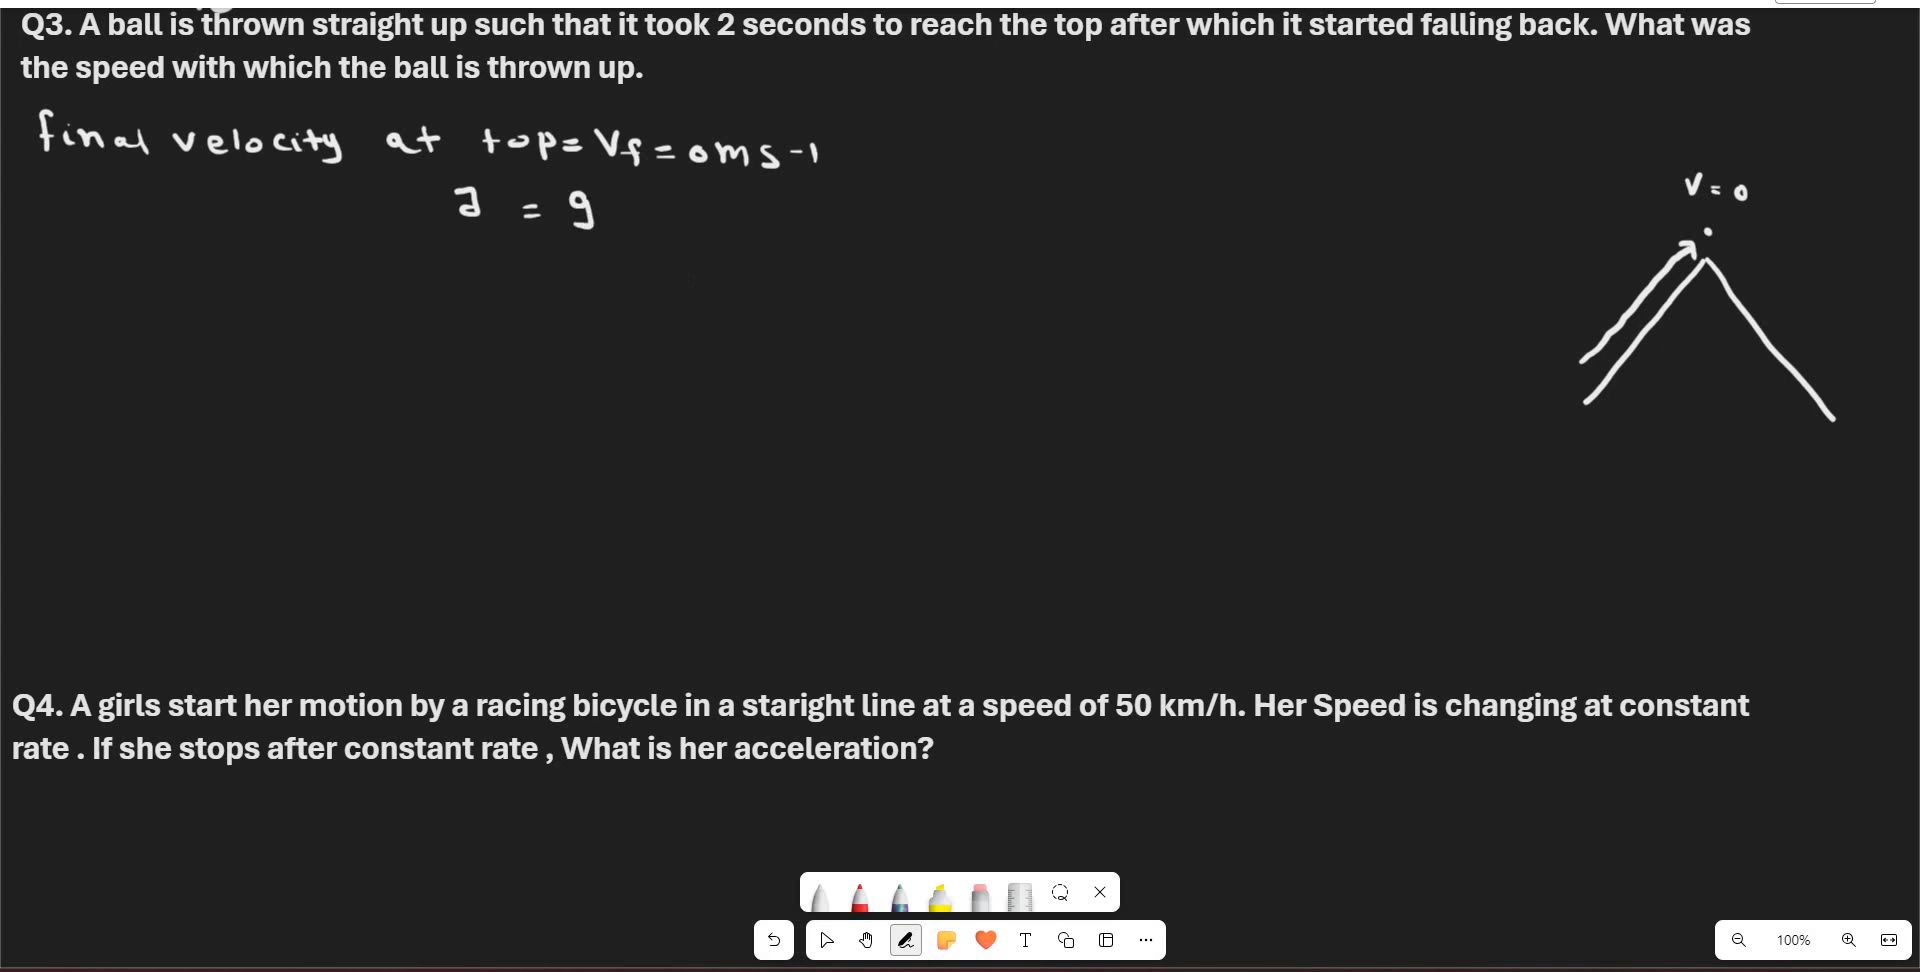 Q3. A ball is thrown straight up such that it took 2 seconds to reach the top after which it started falling back. What was
the speed with which the ball is thrown up.
final velocity at top= Vf = 0ms-1
a = g
v = 0
Q4. A girls start her motion by a racing bicycle in a staright line at a speed of 50 km/h. Her Speed is changing at constant
rate . If she stops after constant rate , What is her acceleration?
T
100%